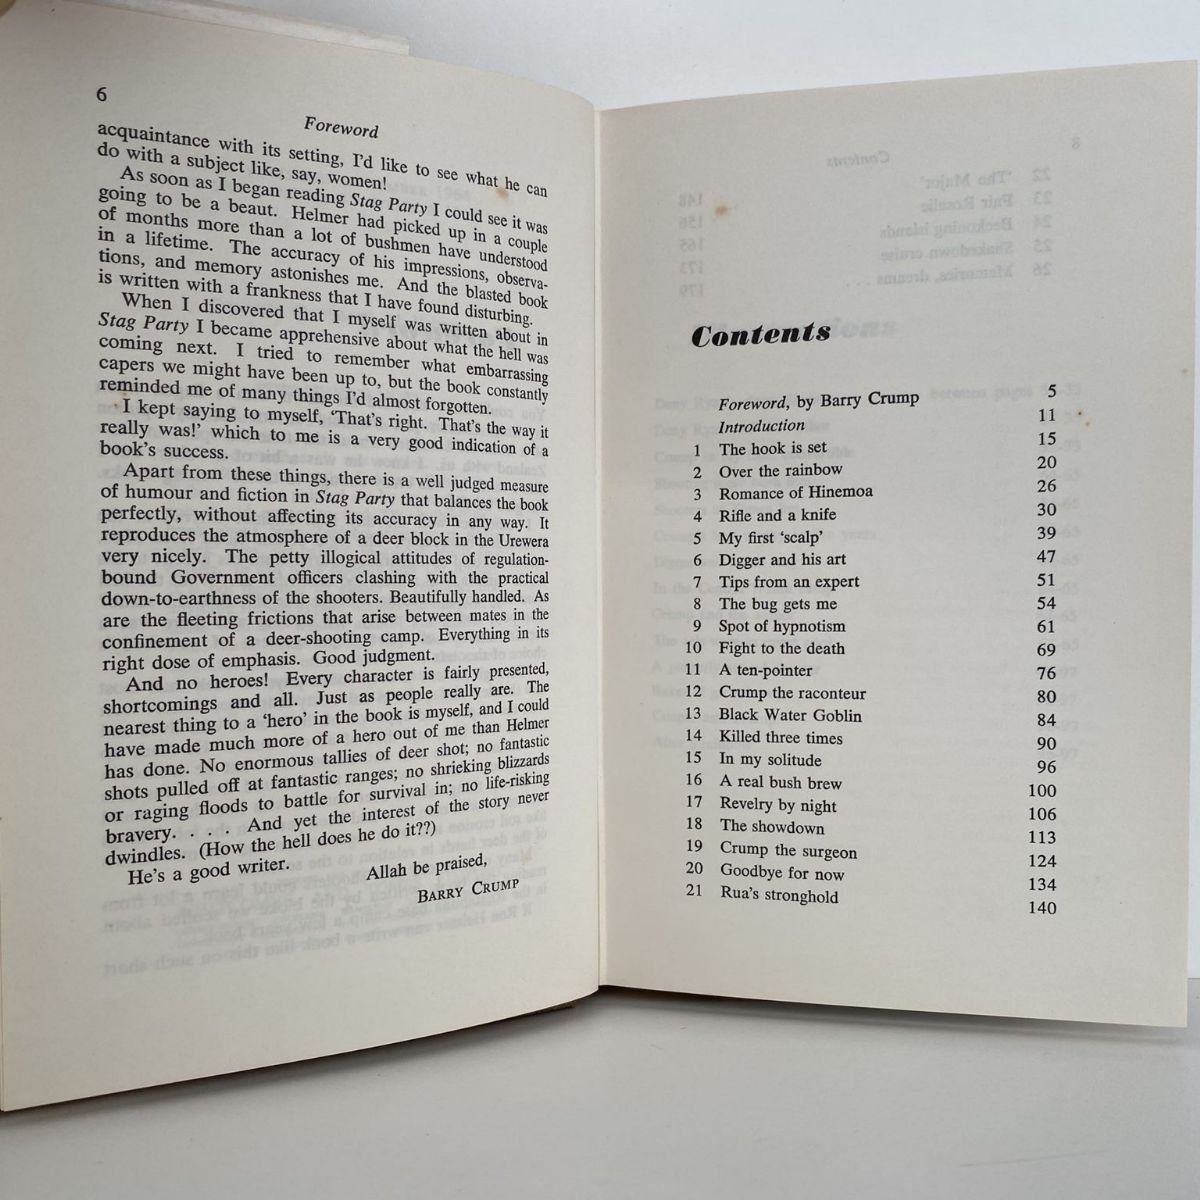 6
Foreword
acquaintance with its setting, I'd like to see what he can
do with a subject like, say, women!
As soon as I began reading Stag Party I could see it was
going to be a beaut. Helmer had picked up in a couple
of months more than a lot of bushmen have understood
in a lifetime. The accuracy of his impressions, observa-
tions, and memory astonishes me. And the blasted book
is written with a frankness that I have found disturbing.
When I discovered that I myself was written about in
Stag Party I became apprehensive about what the hell was
coming next. I tried to remember what embarrassing
capers we might have been up to, but the book constantly
reminded me of many things I'd almost forgotten.
I kept saying to myself, 'That's right. That's the way it
really was!' which to me is a very good indication of a
book's success.
Apart from these things, there is a well judged measure
of humour and fiction in Stag Party that balances the book
perfectly, without affecting its accuracy in any way. It
reproduces the atmosphere of a deer block in the Urewera
very nicely. The petty illogical attitudes of regulation-
bound Government officers clashing with the practical
down-to-earthness of the shooters. Beautifully handled. As
are the fleeting frictions that arise between mates in the
confinement of a deer-shooting camp. Everything in its
right dose of emphasis. Good judgment.
And no heroes! Every character is fairly presented,
shortcomings and all. Just as people really are. The
nearest thing to a 'hero' in the book is myself, and I could
have made much more of a hero out of me than Helmer
has done. No enormous tallies of deer shot; no fantastic
shots pulled off at fantastic ranges; no shrieking blizzards
or raging floods to battle for survival in; no life-risking
bravery. . . . And yet the interest of the story never
dwindles. (How the hell does he do it??)
He's a good writer.
Allah be praised,
BARRY CRUMP
Contents
Foreword, by Barry Crump 5
Introduction 11
1 The hook is set 15
2 Over the rainbow 20
3 Romance of Hinemoa 26
4 Rifle and a knife 30
5 My first 'scalp' 39
6 Digger and his art 47
7 Tips from an expert 51
8 The bug gets me 54
9 Spot of hypnotism 61
10 Fight to the death 69
11 A ten-pointer 76
12 Crump the raconteur 80
13 Black Water Goblin 84
14 Killed three times 90
15 In my solitude 96
16 A real bush brew 100
17 Revelry by night 106
18 The showdown 113
19 Crump the surgeon 124
20 Goodbye for now 134
21 Rua's stronghold 140